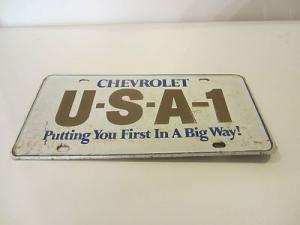 CHEVROLET
U-S-A-1
Putting You First In A Big Way!